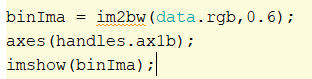 binIma = im2bw(data.rgb,0.6);
axes(handles.ax1b);
imshow(binIma);